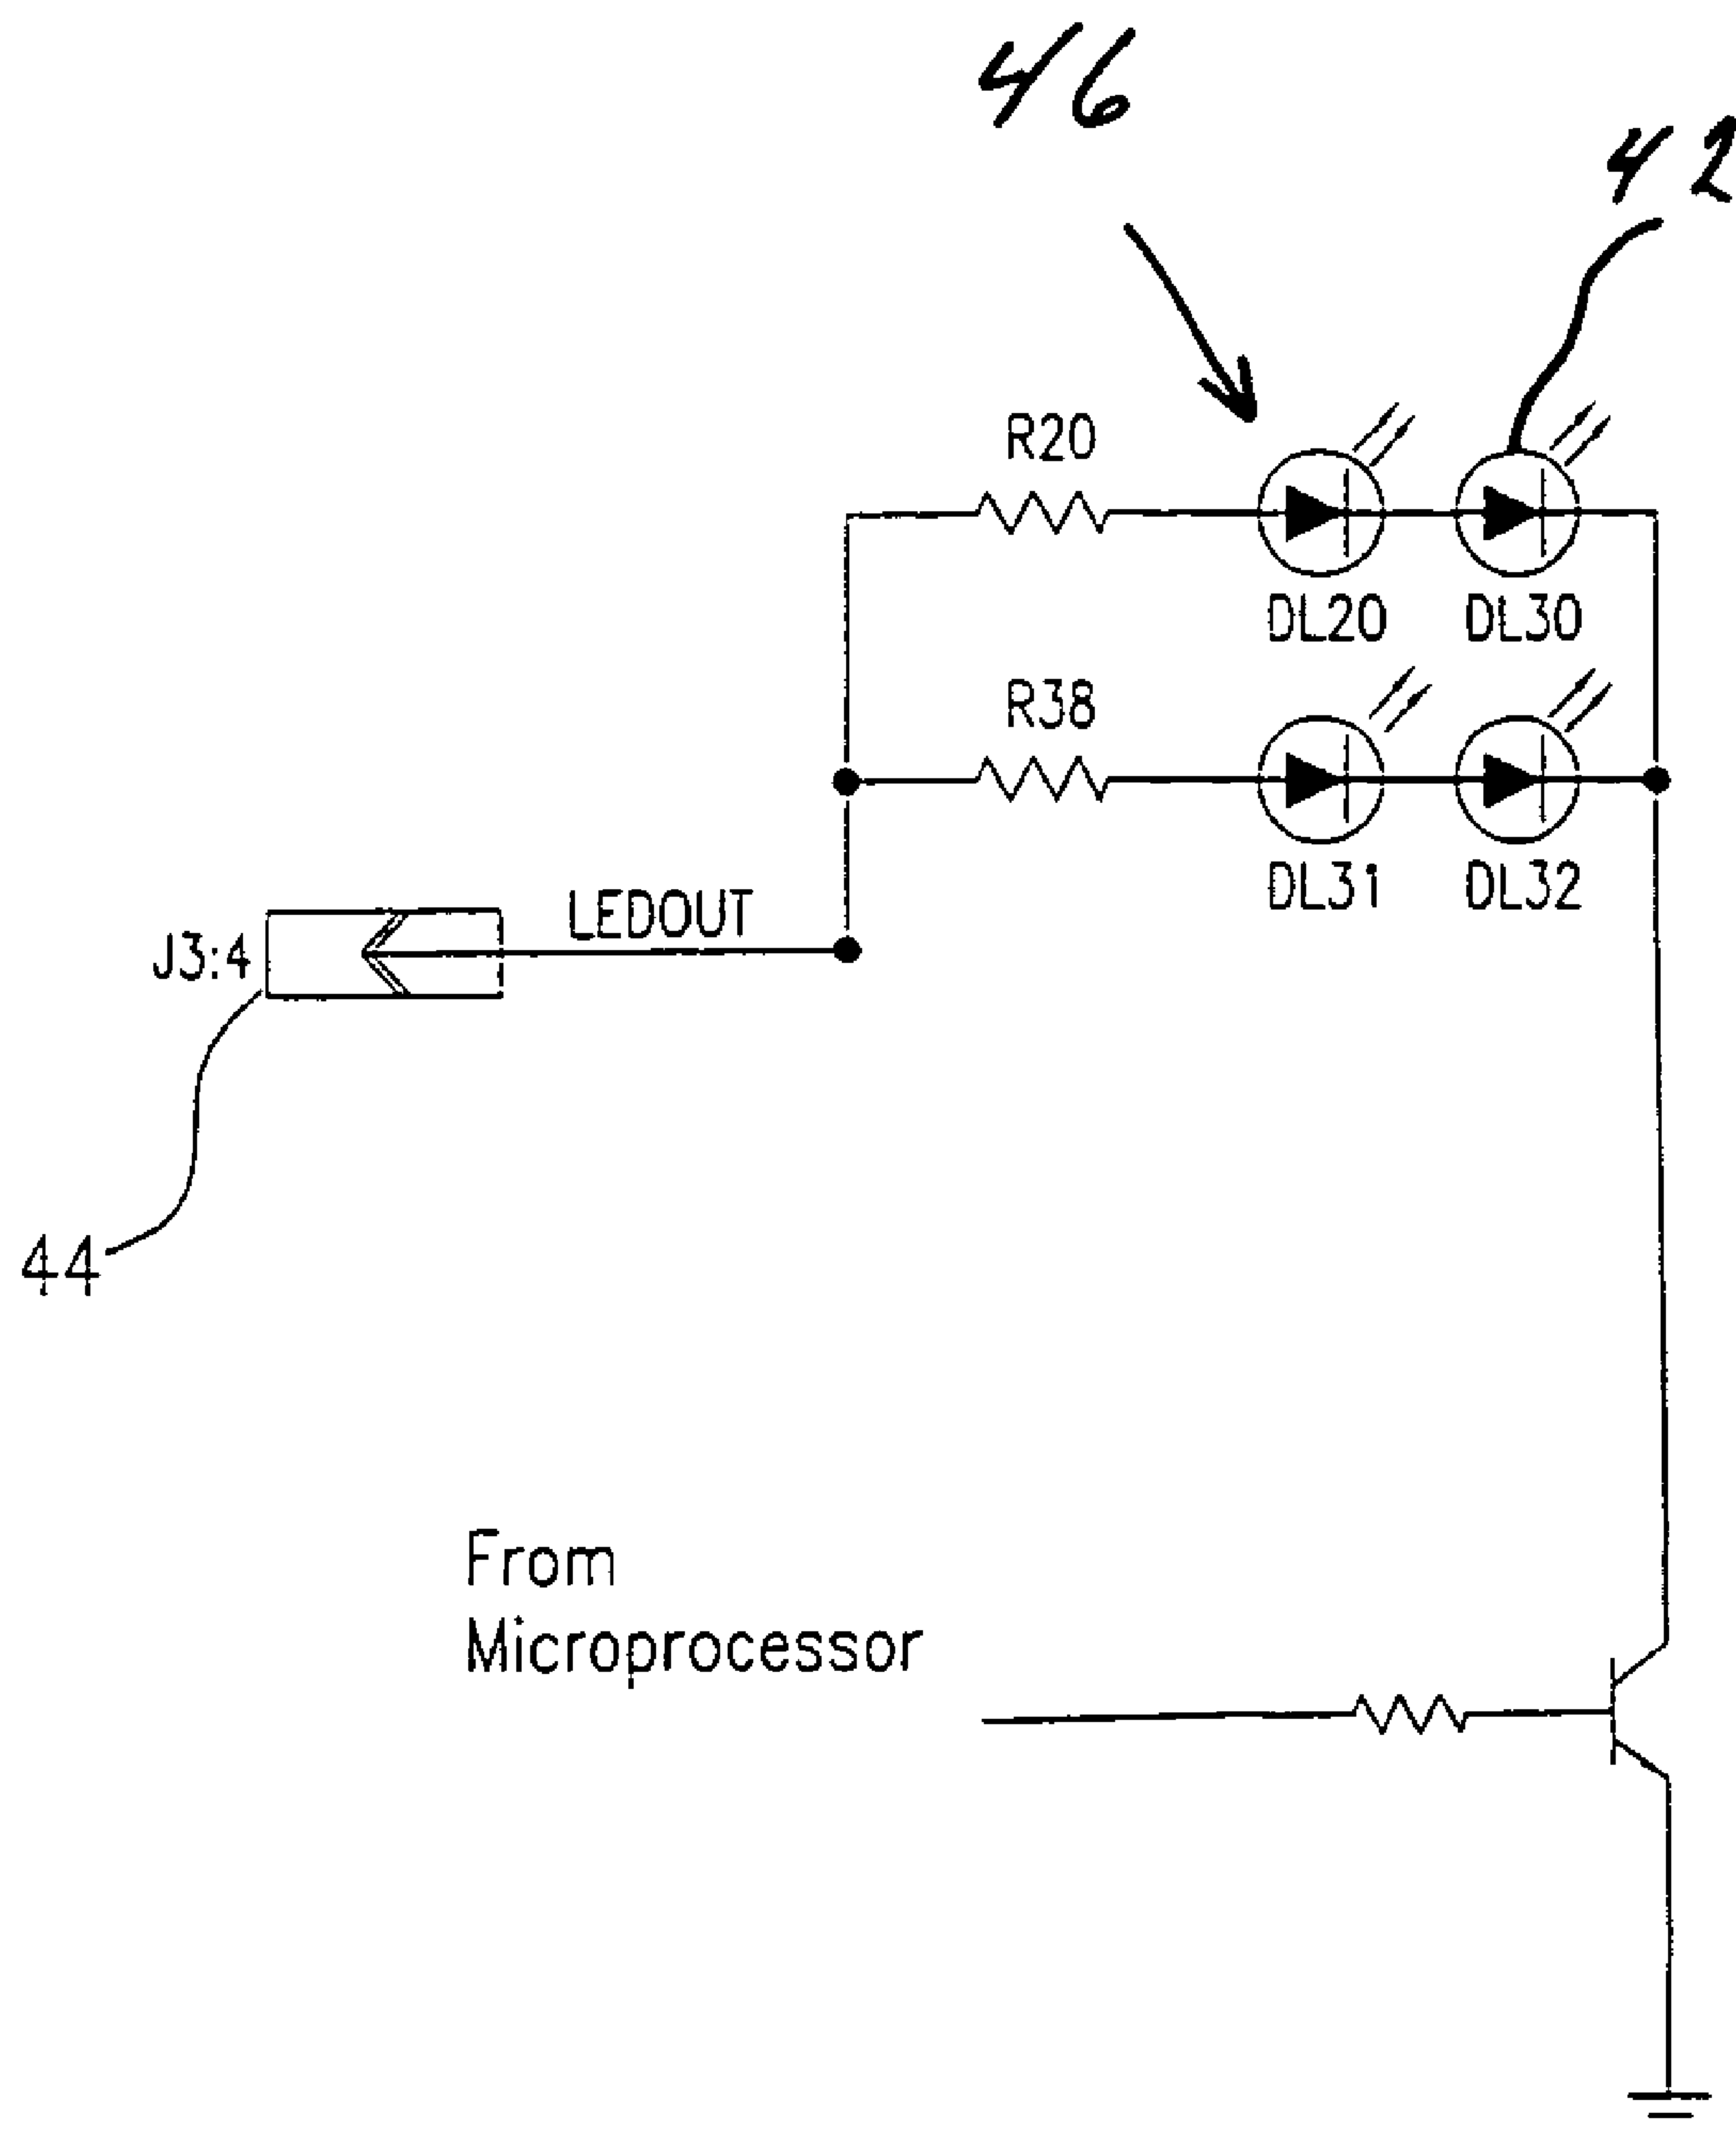 46
42
R20
DL20 DL30
R38
DL31 DL32
LEDOUT
J3:4
44
From
Microprocessor